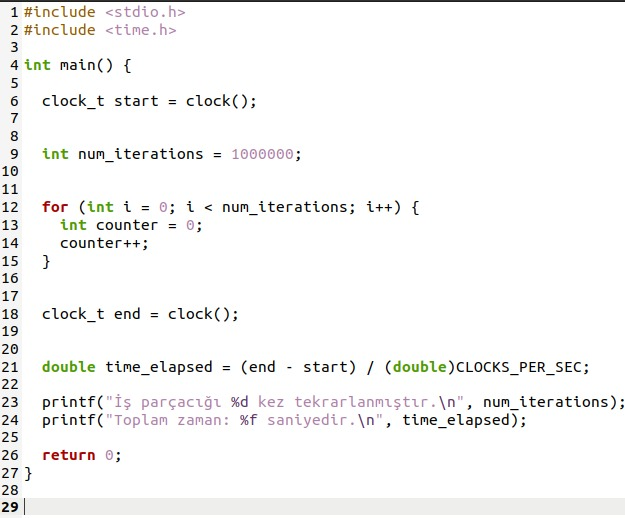 1 #include <stdio.h>
2 #include <time.h>
3
4 int main() {
5
6   clock_t start = clock();
7
8
9   int num_iterations = 1000000;
10
11
12   for (int i = 0; i < num_iterations; i++) {
13     int counter = 0;
14     counter++;
15   }
16
17
18   clock_t end = clock();
19
20
21   double time_elapsed = (end - start) / (double)CLOCKS_PER_SEC;
22
23   printf("İş parçacığı %d kez tekrarlanmıştır.\n", num_iterations);
24   printf("Toplam zaman: %f saniyedir.\n", time_elapsed);
25
26   return 0;
27 }
28
29